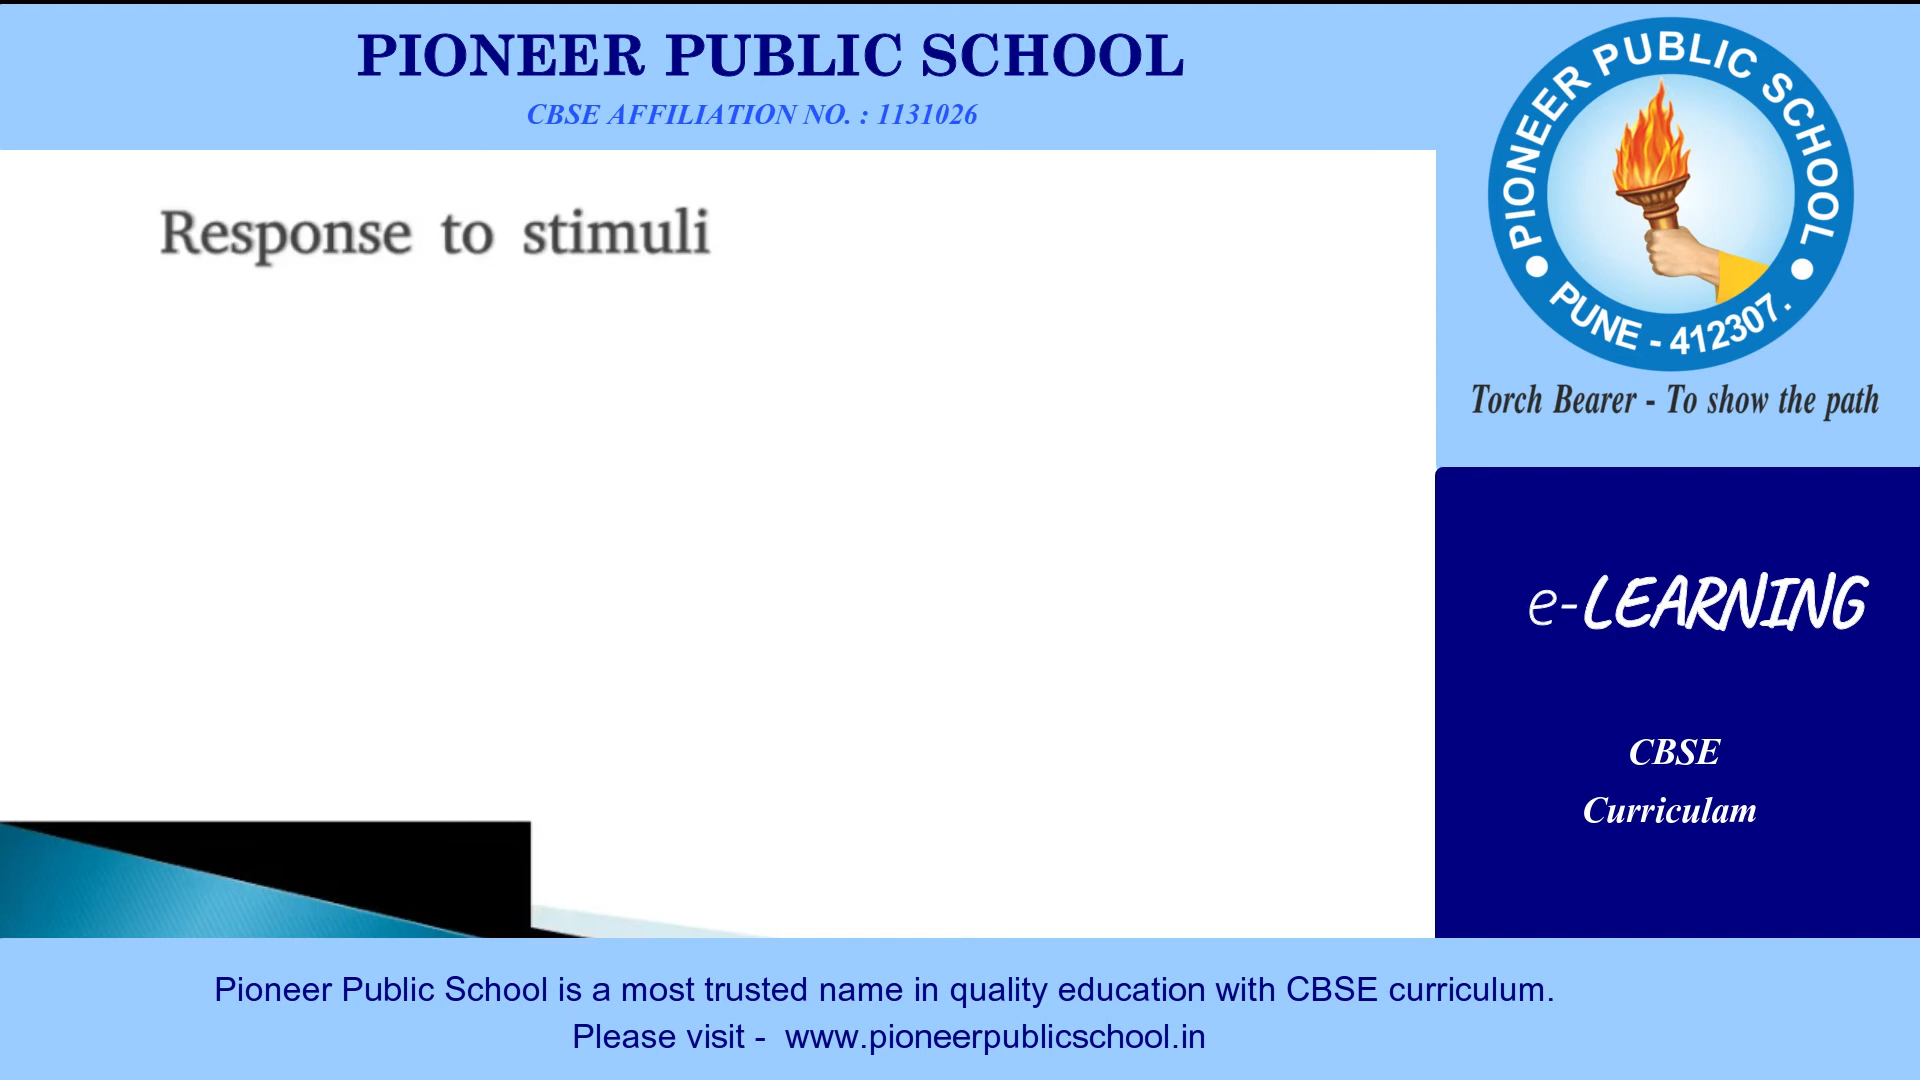 PIONEER PUBLIC SCHOOL
CBSE AFFILIATION NO. : 1131026
Response to stimuli
PIONEER PUBLIC SCHOOL
PUNE - 412307.
Torch Bearer - To show the path
e-LEARNING
CBSE
Curriculam
Pioneer Public School is a most trusted name in quality education with CBSE curriculum.
Please visit - www.pioneerpublicschool.in